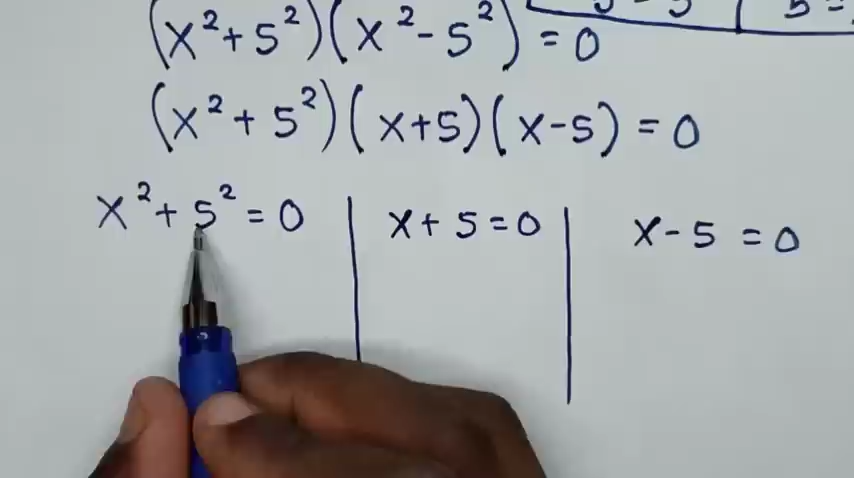 (x²+5²)(x²-5²) = 0
(x²+5²)(x+5)(x-5) = 0
x²+5² = 0
x+5=0
x-5 = 0